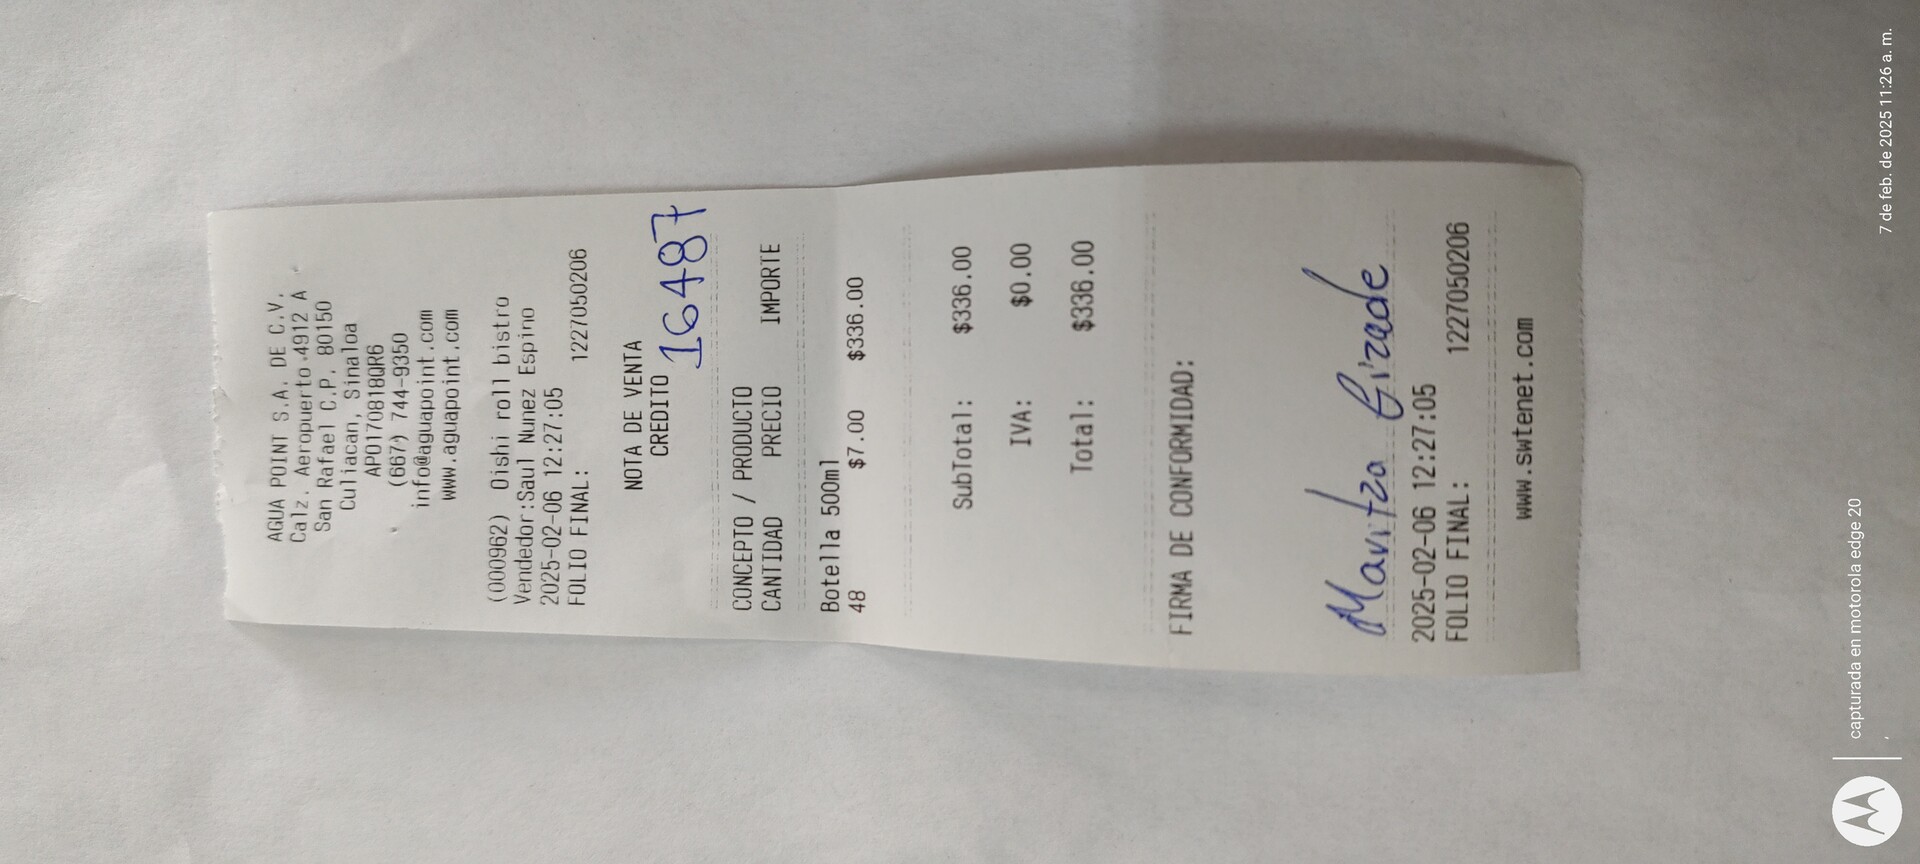 AGUA POINT S.A. DE C.V.
Calz. Aeropuerto 4912 A
San Rafael C.P. 80150
Culiacan, Sinaloa
APO170818QR6
(667) 744-9350
info@aguapoint.com
www.aguapoint.com
(000962) Oishi roll bistro
Vendedor:Saul Nunez Espino
2025-02-06 12:27:05
FOLIO FINAL: 1227050206
NOTA DE VENTA
CREDITO
16487
CONCEPTO / PRODUCTO
CANTIDAD PRECIO IMPORTE
Botella 500ml
48 $7.00 $336.00
SubTotal: $336.00
IVA: $0.00
Total: $336.00
FIRMA DE CONFORMIDAD:
Maritza
2025-02-06 12:27:05
FOLIO FINAL: 1227050206
www.swtenet.com
capturada en motorola edge 20
7 de feb. de 2025 11:26 a. m.